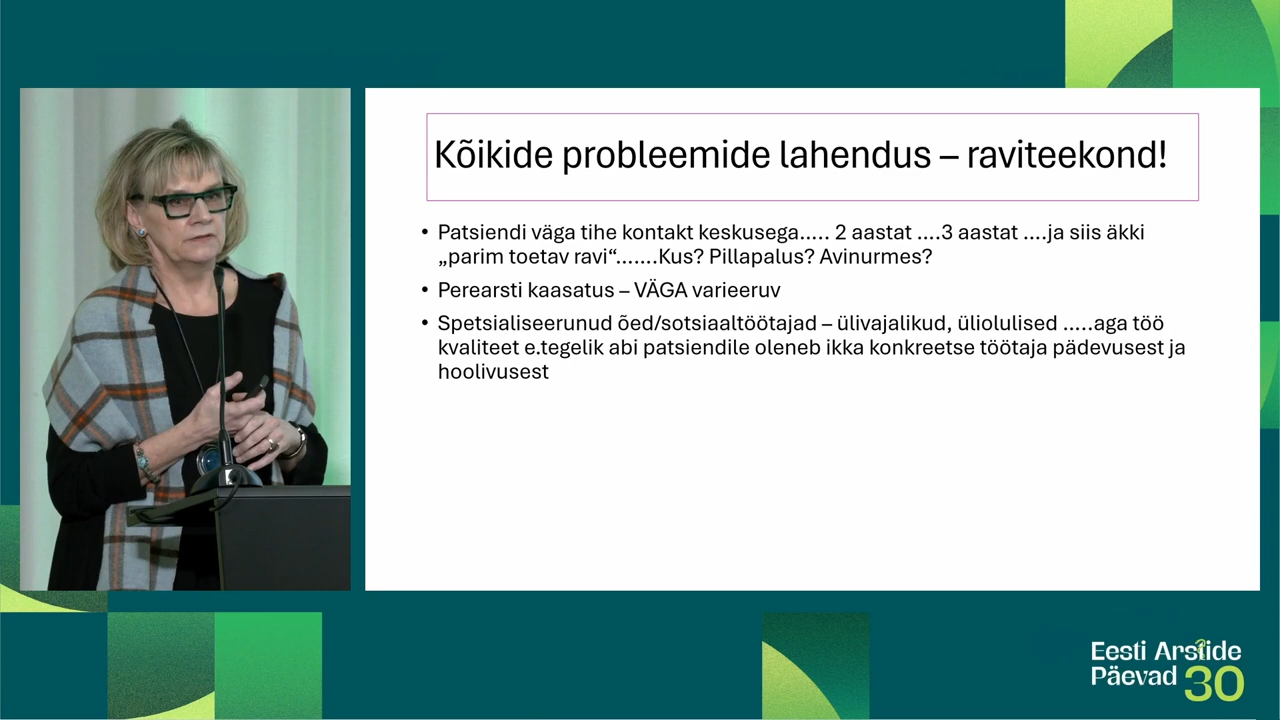 Kõikide probleemide lahendus – raviteekond!
• Patsiendi väga tihe kontakt keskusega..... 2 aastat ....3 aastat ....ja siis äkki
„parim toetav ravi“.......Kus? Pillapalus? Avinurmes?
• Perearsti kaasatus – VÄGA varieeruv
• Spetsialiseerunud õed/sotsiaaltöötajad – ülivajalikud, üliolulised .....aga töö
kvaliteet e.tegelik abi patsiendile oleneb ikka konkreetse töötaja pädevusest ja
hoolivusest
Eesti Arstide
Päevad 30